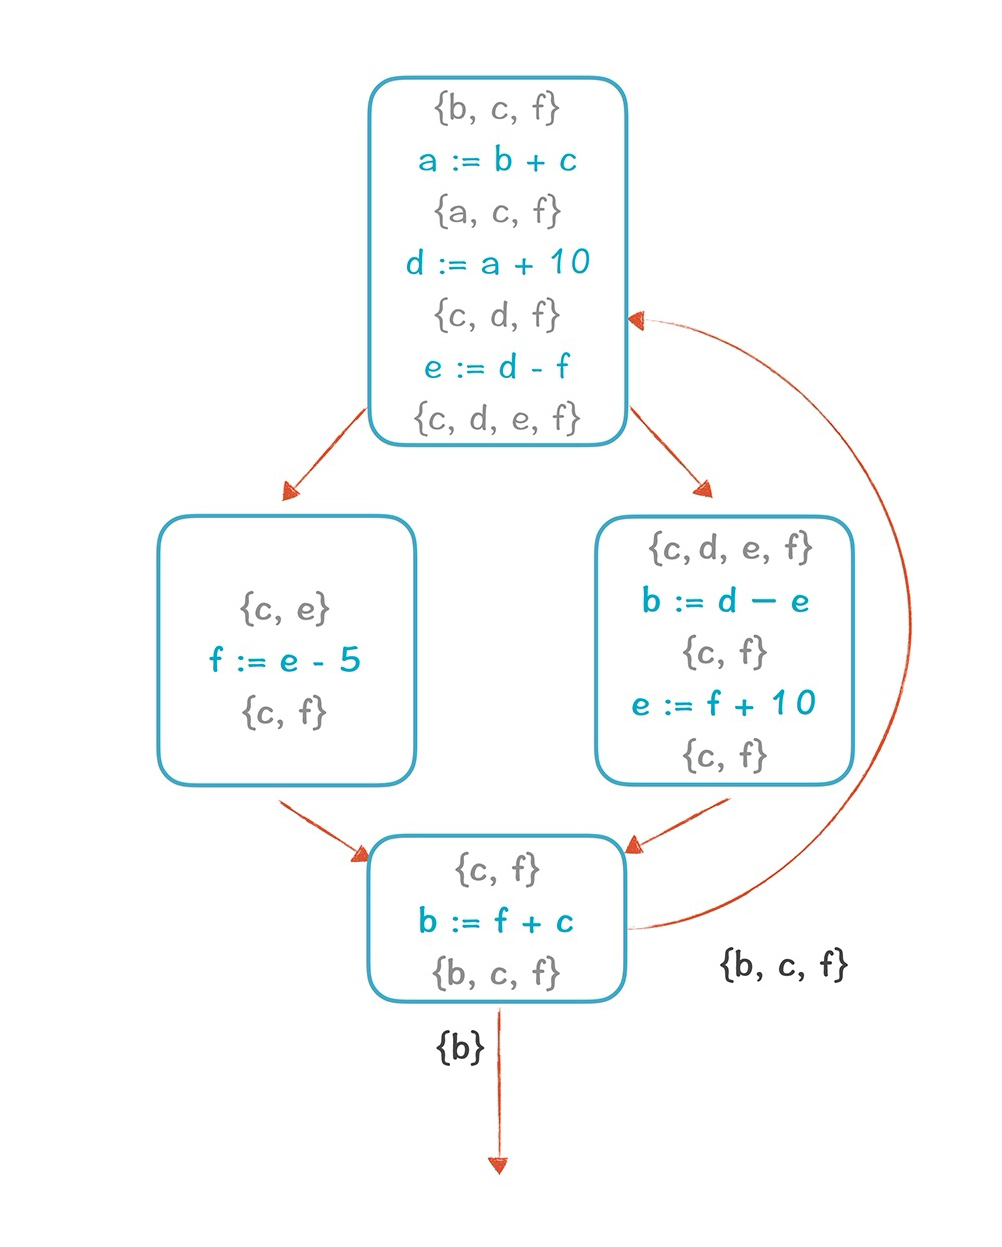 {b, c, f}
a := b + c
{a, c, f}
d := a + 10
{c, d, f}
e := d - f
{c, d, e, f}
{c, e}
f := e - 5
{c, f}
{c, d, e, f}
b := d – e
{c, f}
e := f + 10
{c, f}
{c, f}
b := f + c
{b, c, f}
{b, c, f}
{b}